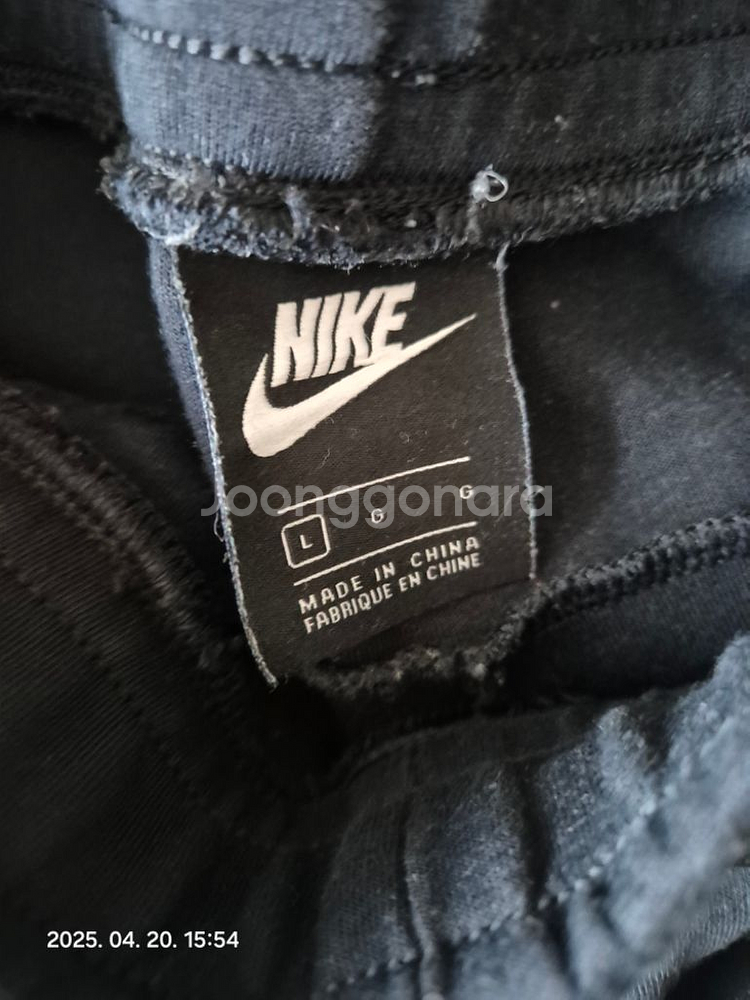 NIKE
Joonggonara
L G G
MADE IN CHINA
FABRIQUE EN CHINE
2025. 04. 20. 15:54